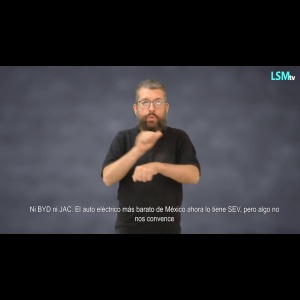 LSMtv
Ni BYD ni JAC. El auto eléctrico más barato de México ahora lo tiene SEV, pero algo no
nos convence